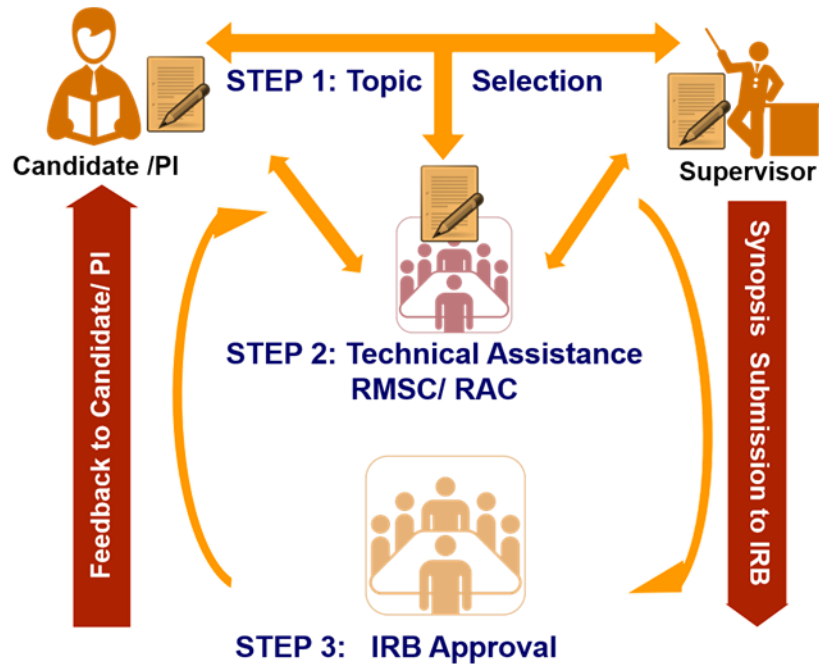 STEP 1: Topic Selection
Candidate /PI
Supervisor
STEP 2: Technical Assistance
RMSC/ RAC
Feedback to Candidate/ PI
Synopsis Submission to IRB
STEP 3: IRB Approval